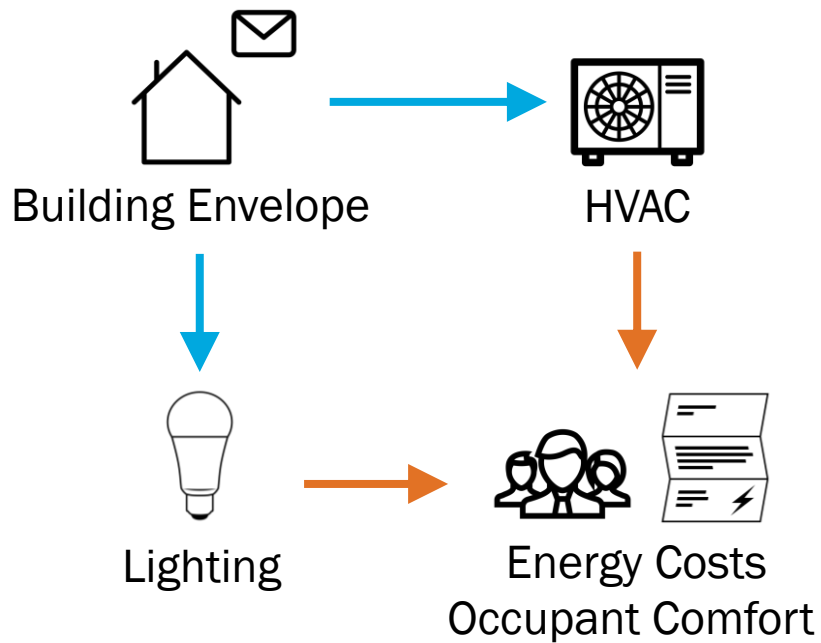 Building Envelope
HVAC
Lighting
Energy Costs
Occupant Comfort